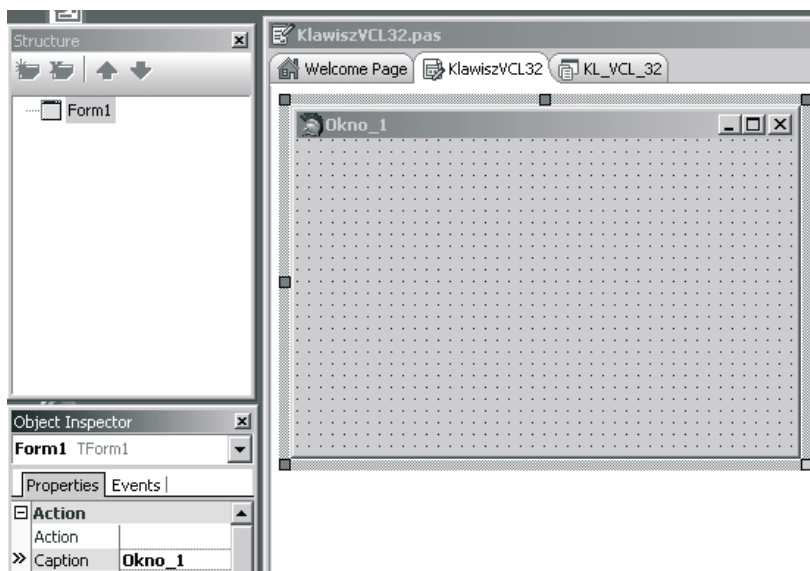 Structure
Form1
Object Inspector
Form1 TForm1
Properties Events
Action
Action
Caption Okno_1
KlawiszVCL32.pas
Welcome Page KlawiszVCL32 KL_VCL_32
Okno_1